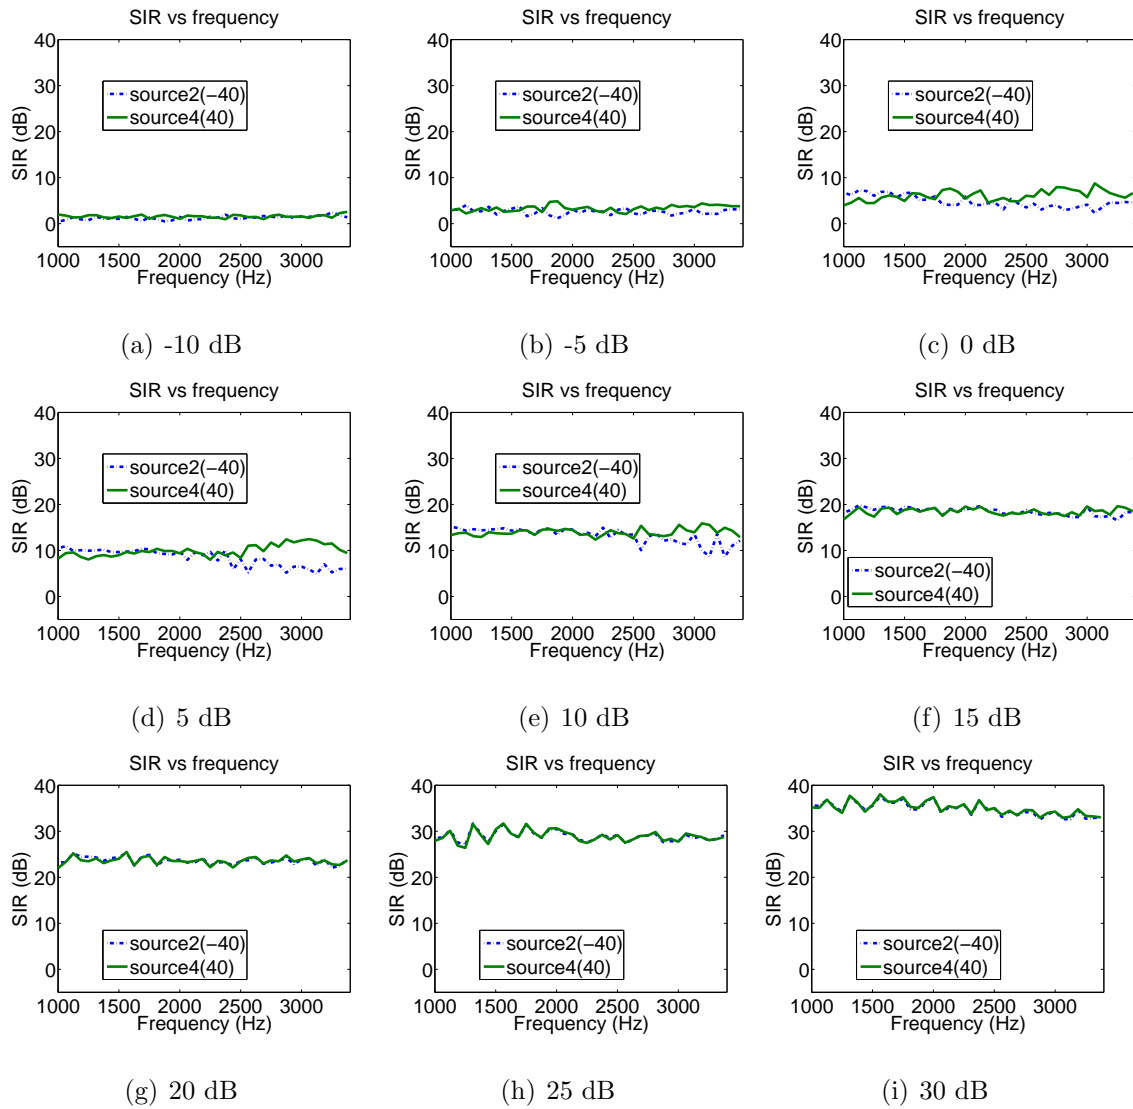 SIR vs frequency
SIR (dB)
40
30
20
10
0
source2(−40)
source4(40)
1000 1500 2000 2500 3000
Frequency (Hz)
(a) -10 dB
SIR vs frequency
SIR (dB)
40
30
20
10
0
source2(−40)
source4(40)
1000 1500 2000 2500 3000
Frequency (Hz)
(b) -5 dB
SIR vs frequency
SIR (dB)
40
30
20
10
0
source2(−40)
source4(40)
1000 1500 2000 2500 3000
Frequency (Hz)
(c) 0 dB
SIR vs frequency
SIR (dB)
40
30
20
10
0
source2(−40)
source4(40)
1000 1500 2000 2500 3000
Frequency (Hz)
(d) 5 dB
SIR vs frequency
SIR (dB)
40
30
20
10
0
source2(−40)
source4(40)
1000 1500 2000 2500 3000
Frequency (Hz)
(e) 10 dB
SIR vs frequency
SIR (dB)
40
30
20
10
0
source2(−40)
source4(40)
1000 1500 2000 2500 3000
Frequency (Hz)
(f) 15 dB
SIR vs frequency
SIR (dB)
40
30
20
10
0
source2(−40)
source4(40)
1000 1500 2000 2500 3000
Frequency (Hz)
(g) 20 dB
SIR vs frequency
SIR (dB)
40
30
20
10
0
source2(−40)
source4(40)
1000 1500 2000 2500 3000
Frequency (Hz)
(h) 25 dB
SIR vs frequency
SIR (dB)
40
30
20
10
0
source2(−40)
source4(40)
1000 1500 2000 2500 3000
Frequency (Hz)
(i) 30 dB